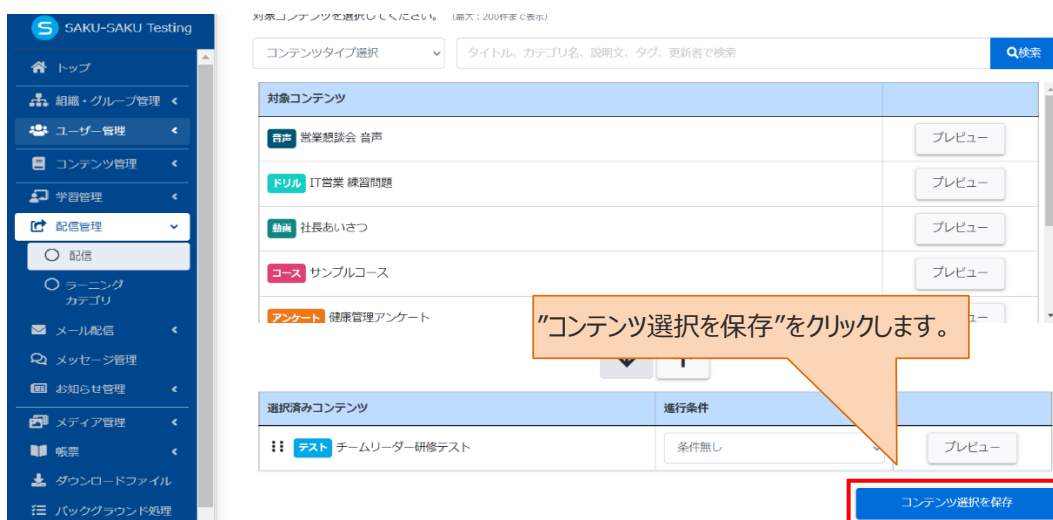 SAKU-SAKU Testing
トップ
組織・グループ管理
ユーザー管理
コンテンツ管理
学習管理
配信管理
配信
ラーニング
カテゴリ
メール配信
メッセージ管理
お知らせ管理
メディア管理
帳票
ダウンロードファイル
バックグラウンド処理
対象コンテンツを選択してください。 (最大：200件まで表示)
コンテンツタイプ選択 タイトル、カテゴリ名、説明文、タグ、更新者で検索 検索
対象コンテンツ
音声 営業懇談会 音声 プレビュー
ドリル IT営業 練習問題 プレビュー
動画 社長あいさつ プレビュー
コース サンプルコース プレビュー
アンケート 健康管理アンケート
"コンテンツ選択を保存"をクリックします。
選択済みコンテンツ 進行条件
テスト チームリーダー研修テスト 条件無し プレビュー
コンテンツ選択を保存